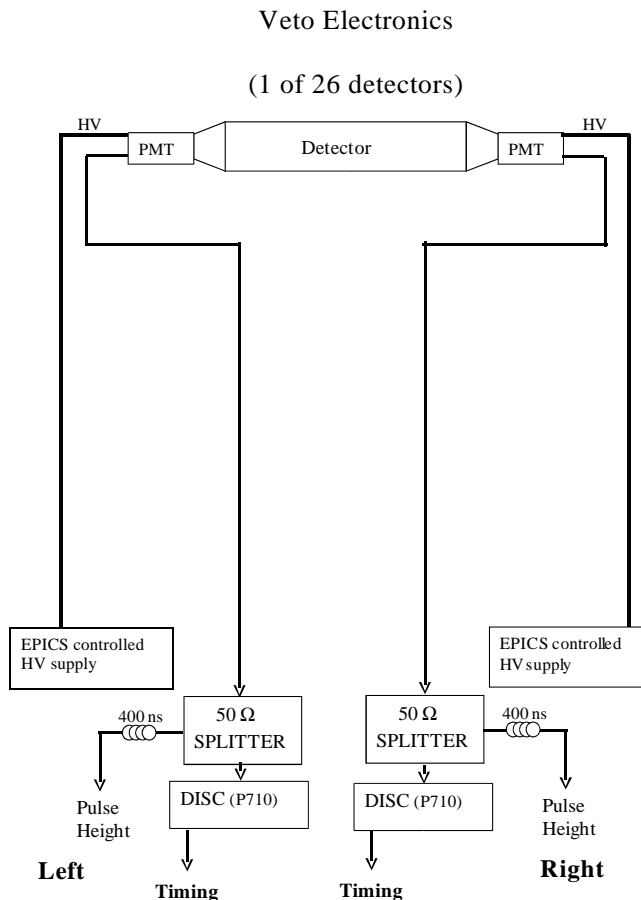 Veto Electronics
(1 of 26 detectors)
HV
HV
PMT
Detector
PMT
EPICS controlled
HV supply
EPICS controlled
HV supply
400 ns
50 Ω
SPLITTER
50 Ω
SPLITTER
400 ns
Pulse
Height
DISC (P710)
DISC (P710)
Pulse
Height
Left
Right
Timing
Timing